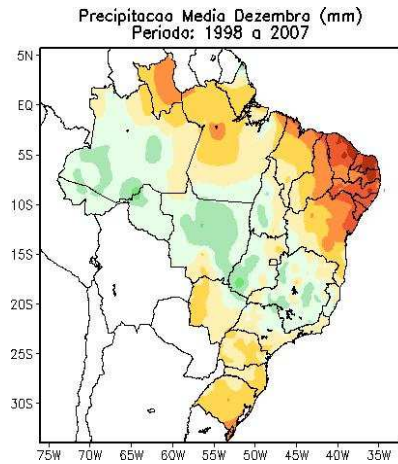 Precipitacao Media Dezembro (mm)
Periodo: 1998 a 2007
5N
EQ
5S
10S
15S
20S
25S
30S
75W 70W 65W 60W 55W 50W 45W 40W 35W